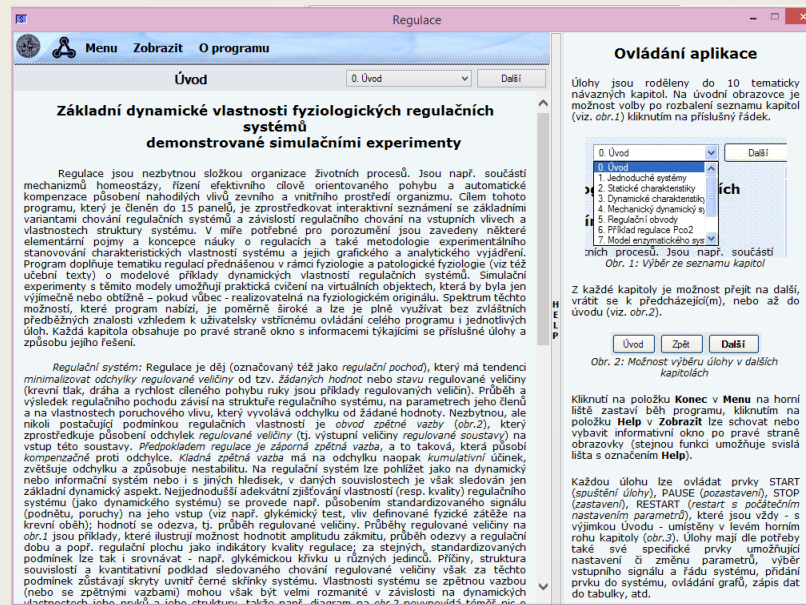 Regulace
Menu Zobrazit O programu
Úvod
0. Úvod
Další
Základní dynamické vlastnosti fyziologických regulačních
systémů
demonstrované simulačními experimenty
Regulace jsou nezbytnou složkou organizace životních procesů. Jsou např. součástí
mechanizmů homeostázy, řízení efektivního cílově orientovaného pohybu a automatické
kompenzace působení nahodilých vlivů zevního a vnitřního prostředí organizmu. Cílem tohoto
programu, který je členěn do 15 panelů, je zprostředkovat interaktivní seznámení se základními
variantami chování regulačních systémů a závislostí regulačního chování na vstupních vlivech a
vlastnostech struktury systému. V míře potřebné pro porozumění jsou zavedeny některé
elementární pojmy a koncepce náuky o regulacích a také metodologie experimentálního
stanovování charakteristických vlastností systému a jejich grafického a analytického vyjádření.
Program doplňuje tematiku regulací přednášenou v rámci fyziologie a patologické fyziologie (viz též
učební texty) o modelové příklady dynamických vlastností regulačních systémů. Simulační
experimenty s těmito modely umožňují praktická cvičení na virtuálních objektech, která by byla jen
výjimečně nebo obtížně – pokud vůbec - realizovatelná na fyziologickém originálu. Spektrum těchto
možností, které program nabízí, je poměrně široké a lze je plně využívat bez zvláštních
předběžných znalostí vzhledem k uživatelsky vstřícnému ovládání celého programu i jednotlivých
úloh. Každá kapitola obsahuje po pravé straně okno s informacemi týkajícími se příslušné úlohy a
způsobu jejího řešení.
Regulační systém: Regulace je děj (označovaný též jako regulační pochod), který má tendenci
minimalizovat odchylky regulované veličiny od tzv. žádaných hodnot nebo stavu regulované veličiny
(krevní tlak, dráha a rychlost cíleného pohybu ruky jsou příklady regulovaných veličin). Průběh a
výsledek regulačního pochodu závisí na struktuře regulačního systému, na parametrech jeho členů
a na vlastnostech poruchového vlivu, který vyvolává odchylku od žádané hodnoty. Nezbytnou, ale
nikoli postačující podmínkou regulačních vlastností je obvod zpětné vazby (obr.2), který
zprostředkuje působení odchylek regulované veličiny (tj. výstupní veličiny regulované soustavy) na
vstup této soustavy. Předpokladem regulace je záporná zpětná vazba, a to taková, která působí
kompenzačně proti odchylce. Kladná zpětná vazba má na odchylku naopak kumulativní účinek,
zvětšuje odchylku a způsobuje nestabilitu. Na regulační systém lze pohlížet jako na dynamický
nebo informační systém nebo i s jiných hledisek, v daných souvislostech je však sledován jen
základní dynamický aspekt. Nejjednodušší adekvátní zjišťování vlastností (resp. kvality) regulačního
systému (jako dynamického systému) se provede např. působením standardizovaného signálu
(podnětu, poruchy) na jeho vstup (viz např. glykémický test, vliv definované fyzické zátěže na
krevní oběh); hodnotí se odezva, tj. průběh regulované veličiny. Průběhy regulované veličiny na
obr.1 jsou příklady, které ilustrují možnost hodnotit amplitudu zákmitu, průběh odezvy a regulační
dobu a popř. regulační plochu jako indikátory kvality regulace; za stejných, standardizovaných
podmínek lze tak i srovnávat - např. glykémickou křivku u různých jedinců. Příčiny, struktura
souvislostí a kvantitativní podklad sledovaného chování regulované veličiny však za těchto
podmínek zůstávají skryty uvnitř černé skřínky systému. Vlastnosti systému se zpětnou vazbou
(nebo se zpětnými vazbami) mohou však být velmi rozmanité v závislosti na dynamických
vlastnostech jeho prvků a jeho struktury, takže např. diagram na obr.2 nevypovídá téměř nic o
HELP
Ovládání aplikace
Úlohy jsou roděleny do 10 tematicky
návazných kapitol. Na úvodní obrazovce je
možnost volby po rozbalení seznamu kapitol
(viz. obr.1) kliknutím na příslušný řádek.
0. Úvod
Další
0. Úvod
1. Jednoduché systémy
2. Statické charakteristiky
3. Dynamické charakteristik
4. Mechanický dynamický sy
5. Regulační obvody
6. Příklad regulace Pco2
7. Model enzymatického sys
ních procesů. Jsou např. součástí
Obr. 1: Výběr ze seznamu kapitol
Z každé kapitoly je možnost přejít na další,
vrátit se k předcházející(m), nebo až do
úvodu (viz. obr.2).
Úvod Zpět Další
Obr. 2: Možnost výběru úlohy v dalších
kapitolách
Kliknutí na položku Konec v Menu na horní
liště zastaví běh programu, kliknutím na
položku Help v Zobrazit lze schovat nebo
vybavit informativní okno po pravé straně
obrazovky (stejnou funkci umožňuje svislá
lišta s označením Help).
Každou úlohu lze ovládat prvky START
(spuštění úlohy), PAUSE (pozastavení), STOP
(zastavení), RESTART (restart s počátečním
nastavením parametrů), které jsou vždy - s
výjimkou Úvodu - umístěny v levém horním
rohu kapitoly (obr.3). Úlohy mají dle potřeby
také své specifické prvky umožňující
nastavení či změnu parametrů, výběr
vstupního signálu a řádu systému, přidání
prvku do systému, ovládání grafů, zápis dat
do tabulky, atd.